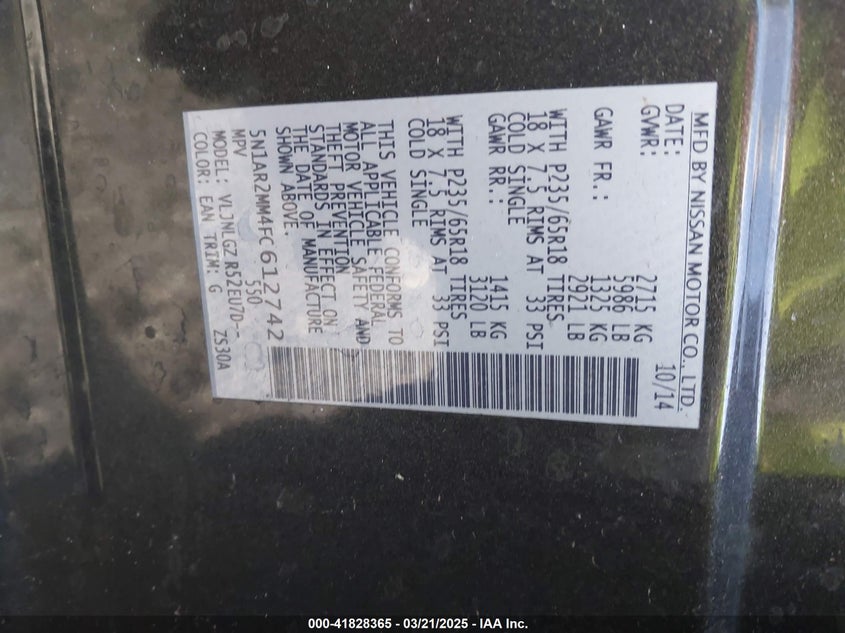 MFD BY NISSAN MOTOR CO., LTD.
DATE: 10/14
GVWR: 2715 KG
5986 LB
GAWR FR.: 1325 KG
2921 LB
WITH P235/65R18 TIRES
18 X 7.5 RIMS AT 33 PSI
COLD SINGLE
GAWR RR.: 1415 KG
3120 LB
WITH P235/65R18 TIRES
18 X 7.5 RIMS AT 33 PSI
COLD SINGLE
THIS VEHICLE CONFORMS TO
ALL APPLICABLE FEDERAL
MOTOR VEHICLE SAFETY AND
THEFT PREVENTION
STANDARDS IN EFFECT ON
THE DATE OF MANUFACTURE
SHOWN ABOVE.
5N1AR2MM4FC612742
MPV 550
MODEL: VLJNLGZ R52EU7D--
COLOR: EAN TRIM: G ZS30A
000-41828365 - 03/21/2025 - IAA Inc.